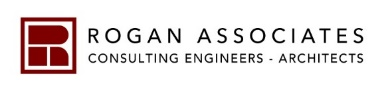 ROGAN ASSOCIATES
CONSULTING ENGINEERS - ARCHITECTS